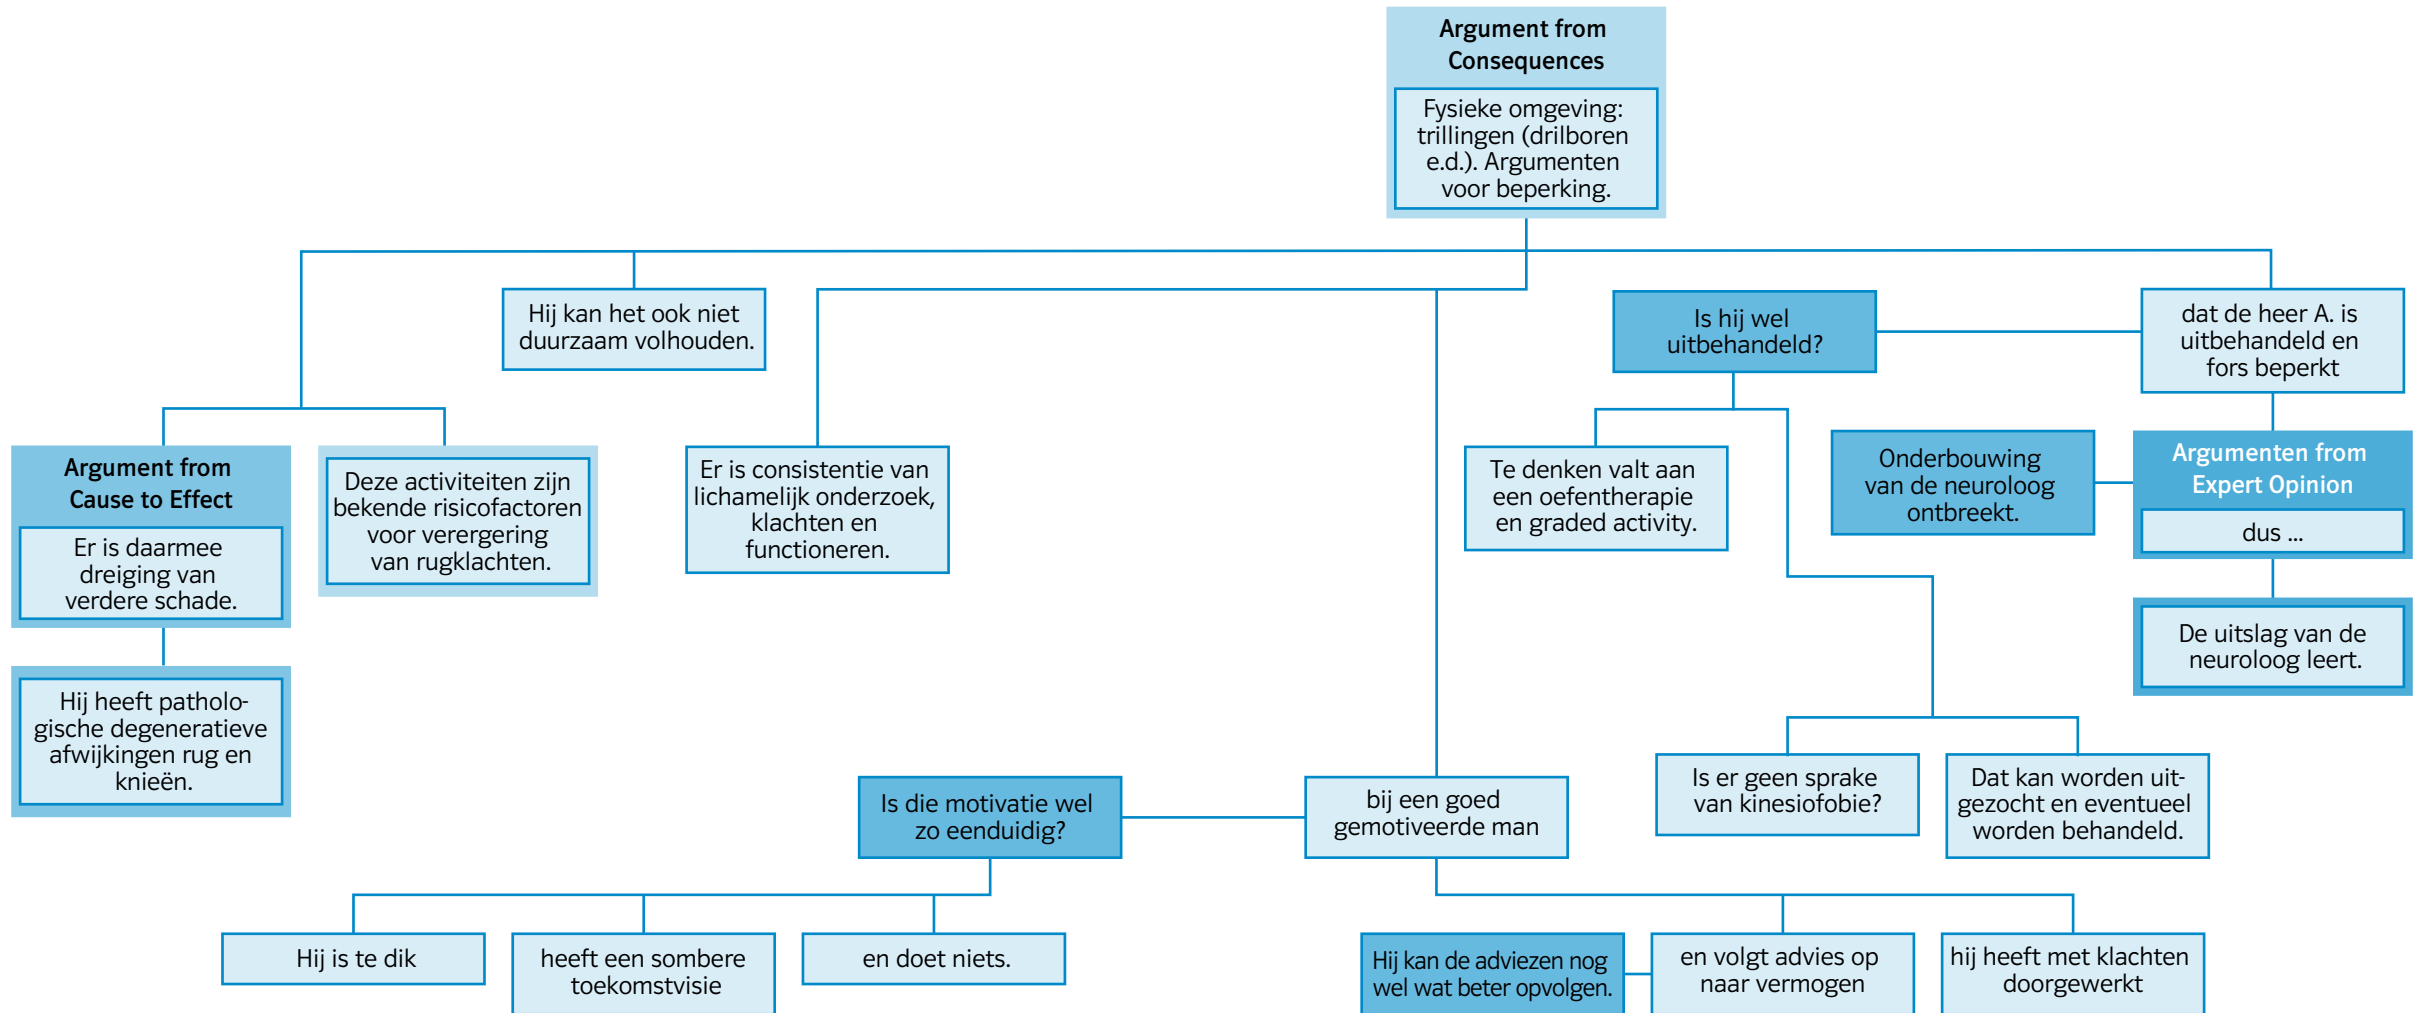 Argument from
Consequences
Fysieke omgeving:
trillingen (drilboren
e.d.). Argumenten
voor beperking.
Hij kan het ook niet
duurzaam volhouden.
Is hij wel
uitbehandeld?
dat de heer A. is
uitbehandeld en
fors beperkt
Argument from
Cause to Effect
Er is daarmee
dreiging van
verdere schade.
Deze activiteiten zijn
bekende risicofactoren
voor verergering
van rugklachten.
Er is consistentie van
lichamelijk onderzoek,
klachten en
functioneren.
Te denken valt aan
een oefentherapie
en graded activity.
Onderbouwing
van de neuroloog
ontbreekt.
Argumenten from
Expert Opinion
dus ...
De uitslag van de
neuroloog leert.
Hij heeft patholo-
gische degeneratieve
afwijkingen rug en
knieën.
Is die motivatie wel
zo eenduidig?
bij een goed
gemotiveerde man
Is er geen sprake
van kinesiofobie?
Dat kan worden uit-
gezocht en eventueel
worden behandeld.
Hij is te dik
heeft een sombere
toekomstvisie
en doet niets.
Hij kan de adviezen nog
wel wat beter opvolgen.
en volgt advies op
naar vermogen
hij heeft met klachten
doorgewerkt